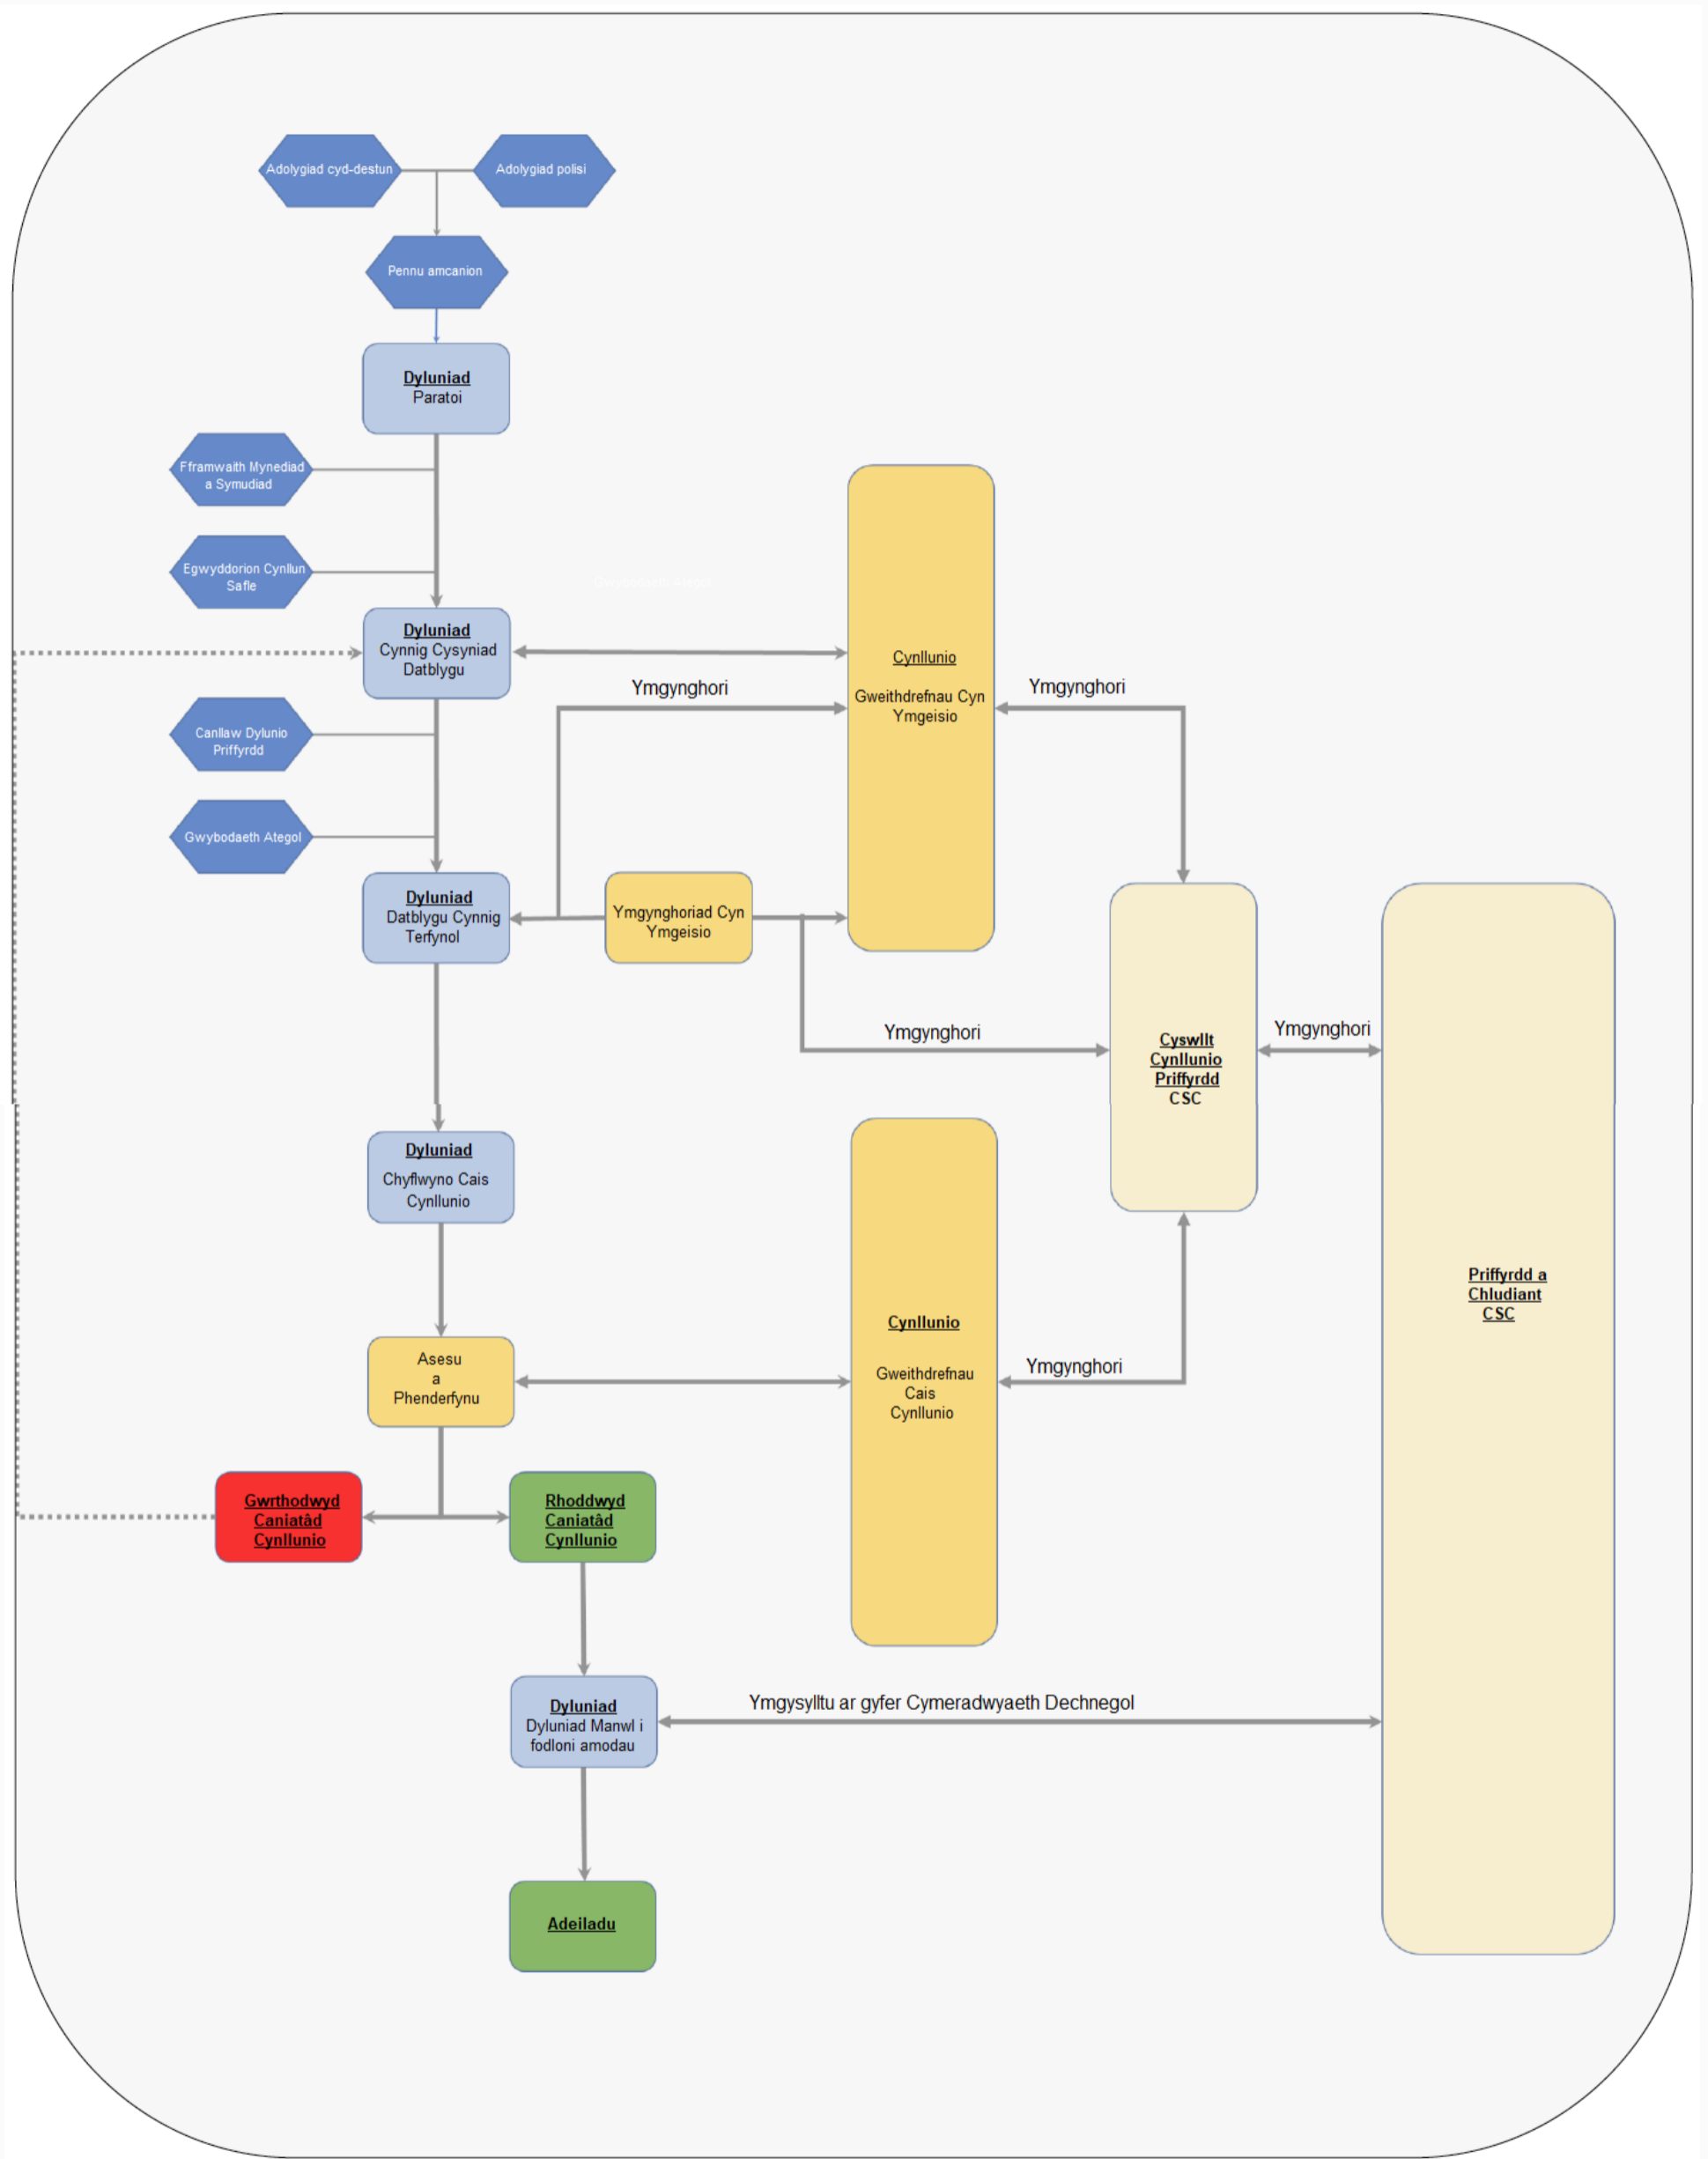 Adolygiad cyd-destun
Adolygiad polisi
Pennu amcanion
Dyluniad
Paratoi
Fframwaith Mynediad
a Symudiad
Egwyddorion Cynllun
Safle
Dyluniad
Cynnig Cysyniad
Datblygu
Cynllunio
Gweithdrefnau Cyn
Ymgeisio
Ymgynghori
Ymgynghori
Canllaw Dylunio
Priffyrdd
Gwybodaeth Ategol
Dyluniad
Datblygu Cynnig
Terfynol
Ymgynghoriad Cyn
Ymgeisio
Ymgynghori
Cyswllt
Cynllunio
Priffyrdd
CSC
Ymgynghori
Dyluniad
Chyflwyno Cais
Cynllunio
Priffyrdd a
Chludiant
CSC
Asesu
a
Phenderfynu
Cynllunio
Gweithdrefnau
Cais
Cynllunio
Ymgynghori
Gwrthodwyd
Caniatâd
Cynllunio
Rhoddwyd
Caniatâd
Cynllunio
Dyluniad
Dyluniad Manwl i
fodloni amodau
Ymgysylltu ar gyfer Cymeradwyaeth Dechnegol
Adeiladu